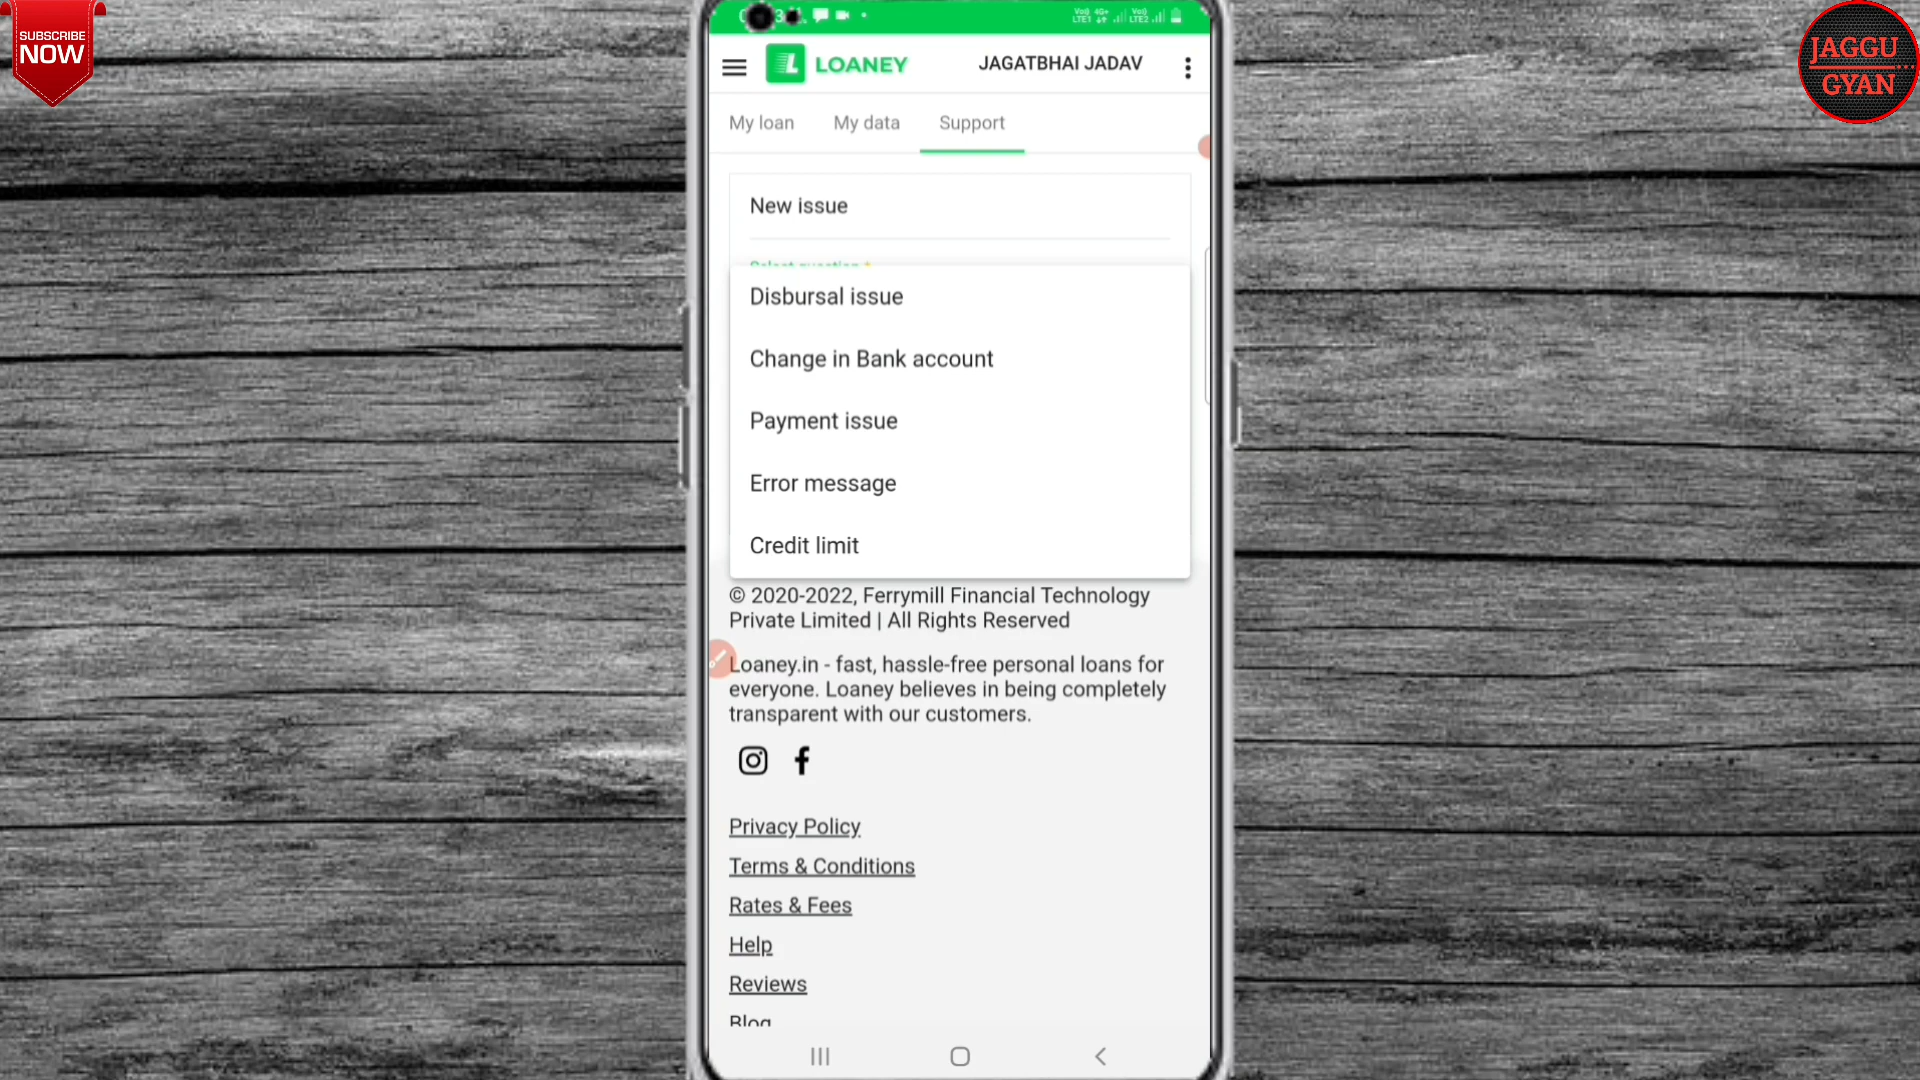 SUBSCRIBE
NOW
JAGGU
GYAN
LOANEY
JAGATBHAI JADAV
My loan
My data
Support
New issue
Select question *
Disbursal issue
Change in Bank account
Payment issue
Error message
Credit limit
© 2020-2022, Ferrymill Financial Technology
Private Limited | All Rights Reserved
Loaney.in - fast, hassle-free personal loans for
everyone. Loaney believes in being completely
transparent with our customers.
Privacy Policy
Terms & Conditions
Rates & Fees
Help
Reviews
Blog